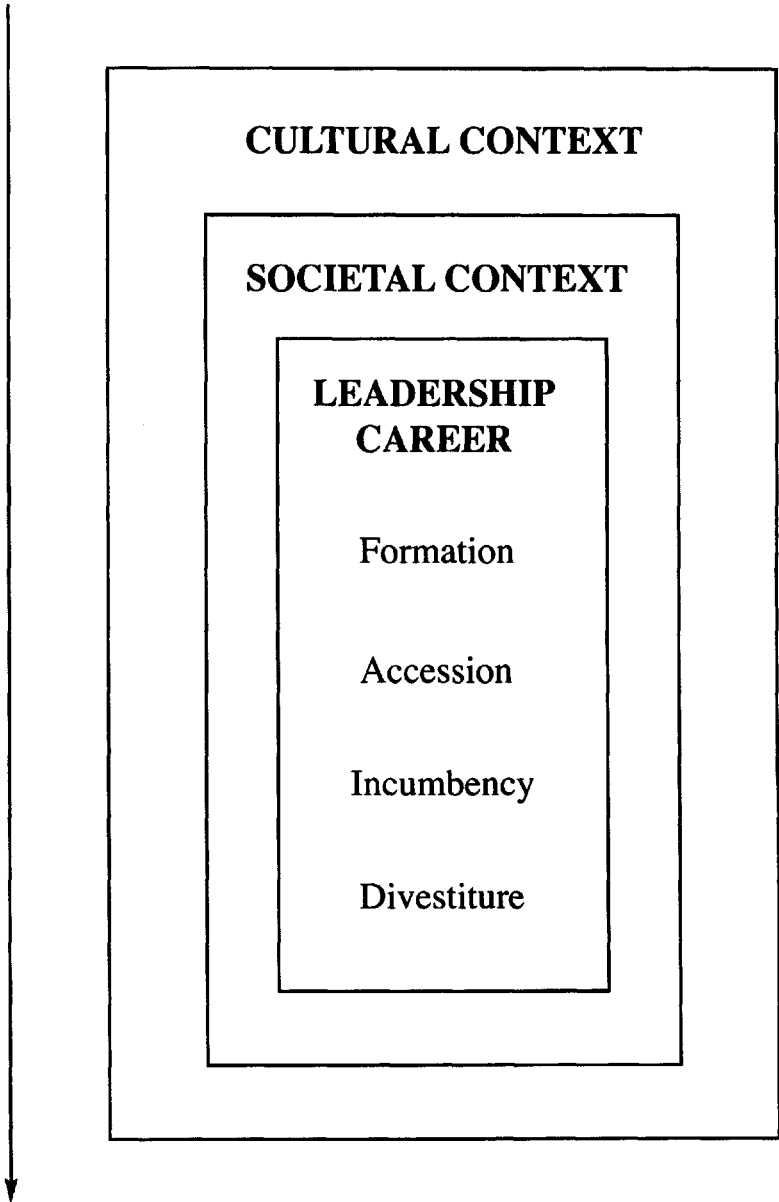 CULTURAL CONTEXT
SOCIETAL CONTEXT
LEADERSHIP
CAREER
Formation
Accession
Incumbency
Divestiture